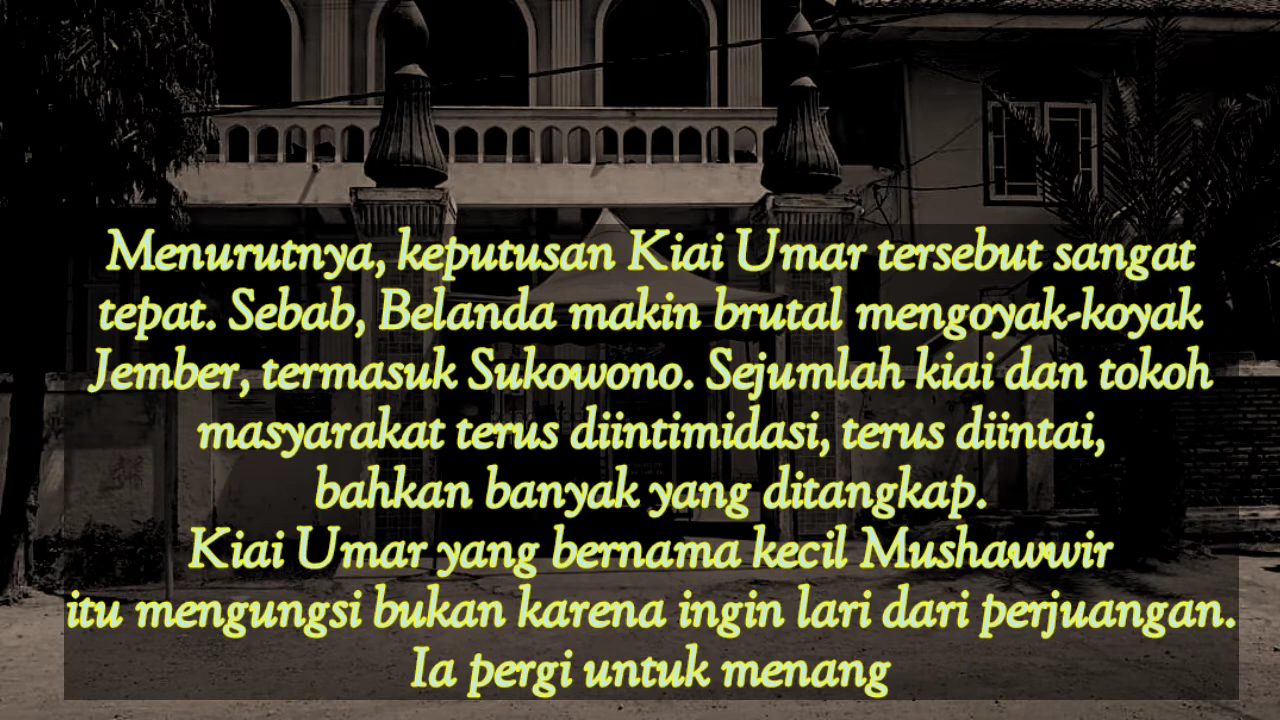 Menurutnya, keputusan Kiai Umar tersebut sangat
tepat. Sebab, Belanda makin brutal mengoyak-koyak
Jember, termasuk Sukowono. Sejumlah kiai dan tokoh
masyarakat terus diintimidasi, terus diintai,
bahkan banyak yang ditangkap.
Kiai Umar yang bernama kecil Mushawwir
itu mengungsi bukan karena ingin lari dari perjuangan.
Ia pergi untuk menang